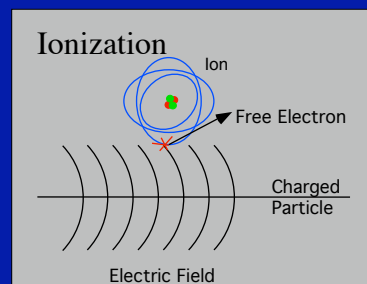 Ionization
Ion
Free Electron
Charged
Particle
Electric Field